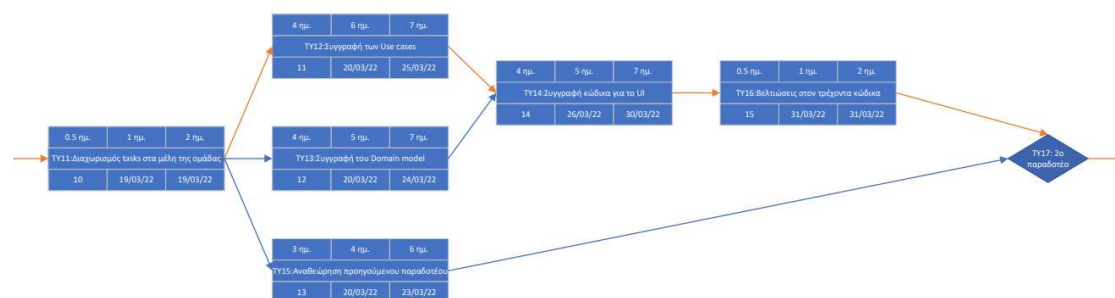 4 ημ. 6 ημ. 7 ημ.
ΤΥ12:Συγγραφή των Use cases
11 20/03/22 25/03/22
4 ημ. 5 ημ. 7 ημ.
ΤΥ14:Συγγραφή κώδικα για το UI
14 26/03/22 30/03/22
0.5 ημ. 1 ημ. 2 ημ.
ΤΥ16:Βελτιώσεις στον τρέχοντα κώδικα
15 31/03/22 31/03/22
0.5 ημ. 1 ημ. 2 ημ,
ΤΥ11:Διαχωρισμός tasks στα μέλη της ομάδας
10 19/03/22 19/03/22
4 ημ. 5 ημ. 7 ημ.
ΤΥ13:Συγγραφή του Domain model
12 20/03/22 24/03/22
ΤΥ17: 2ο
παραδοτέο
3 ημ. 4 ημ. 6 ημ.
ΤΥ15:Αναθεώρηση προηγούμενου παραδοτέου
13 20/03/22 23/03/22